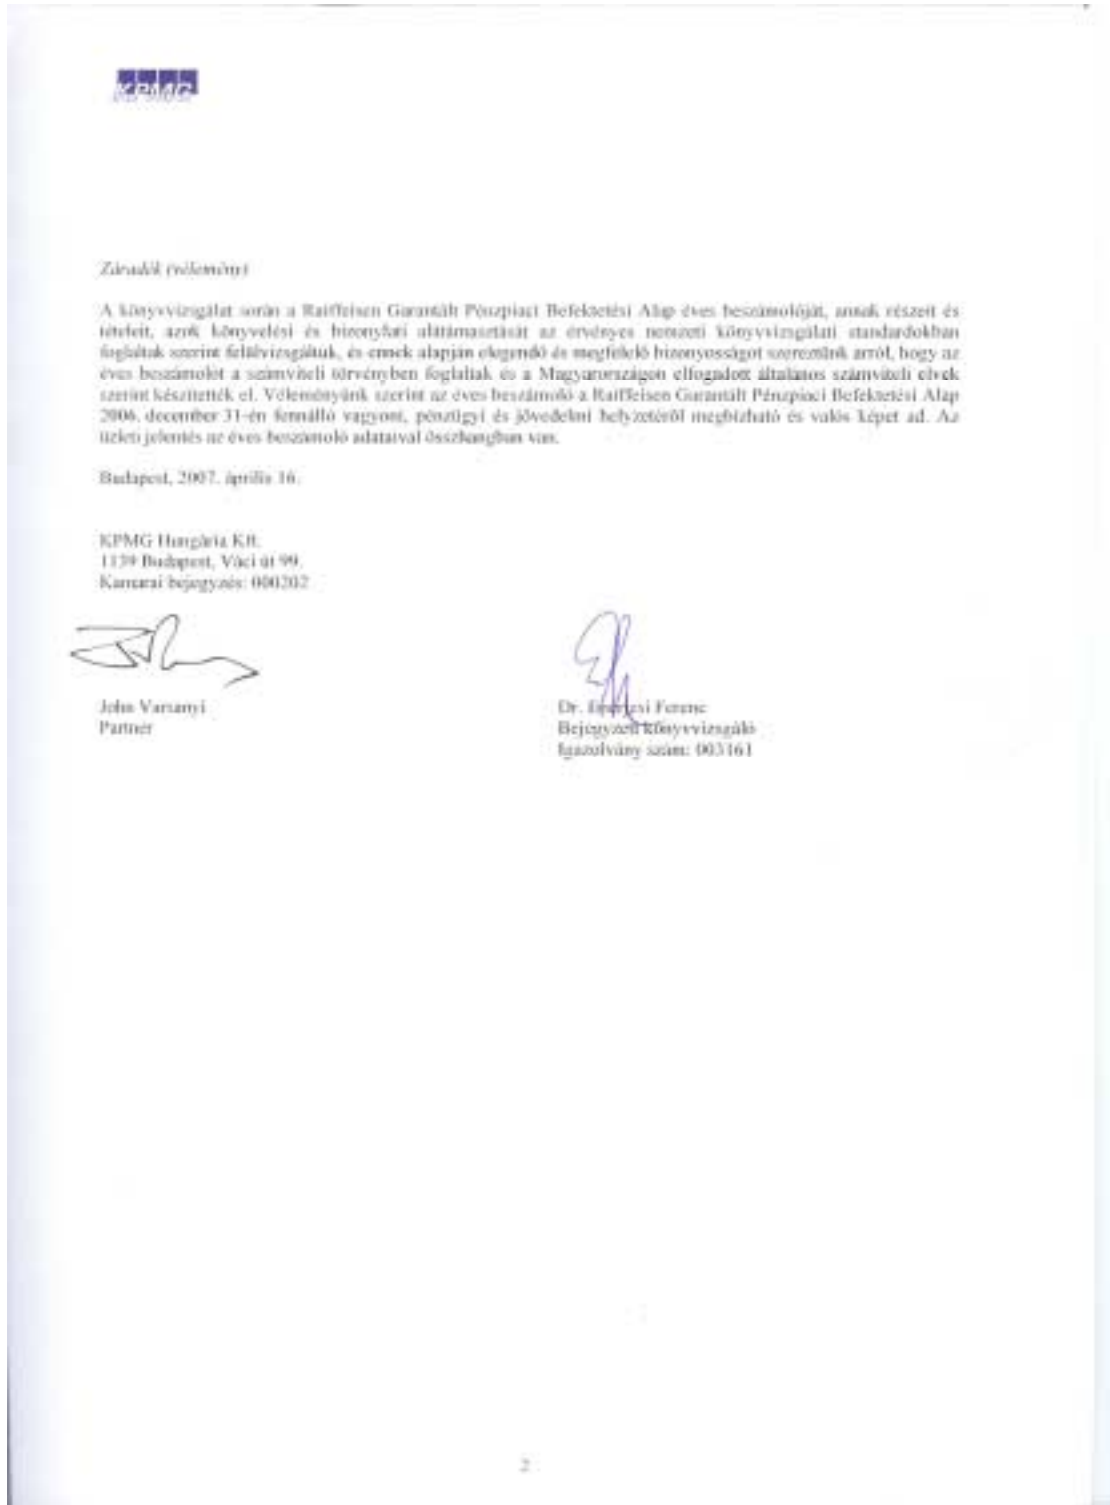 KPMG
Záradék (vélemény)
A könyvvizsgálat során a Raiffeisen Garantált Pénzpiaci Befektetési Alap éves beszámolóját, annak részeit és
tételeit, azok könyvelési és bizonylati alátámasztását az érvényes nemzeti könyvvizsgálati standardokban
foglaltak szerint felülvizsgáltuk, és ennek alapján elegendő és megfelelő bizonyosságot szereztünk arról, hogy az
éves beszámolót a számviteli törvényben foglaltak és a Magyarországon elfogadott általános számviteli elvek
szerint készítették el. Véleményünk szerint az éves beszámoló a Raiffeisen Garantált Pénzpiaci Befektetési Alap
2006. december 31-én fennálló vagyoni, pénzügyi és jövedelmi helyzetéről megbízható és valós képet ad. Az
üzleti jelentés az éves beszámoló adataival összhangban van.
Budapest, 2007. április 16.
KPMG Hungária Kft.
1139 Budapest, Váci út 99.
Kamarai bejegyzés: 000202
John Varsanyi
Partner
Dr. Ferenc
Bejegyzett könyvvizsgáló
Igazolvány szám: 003161
2